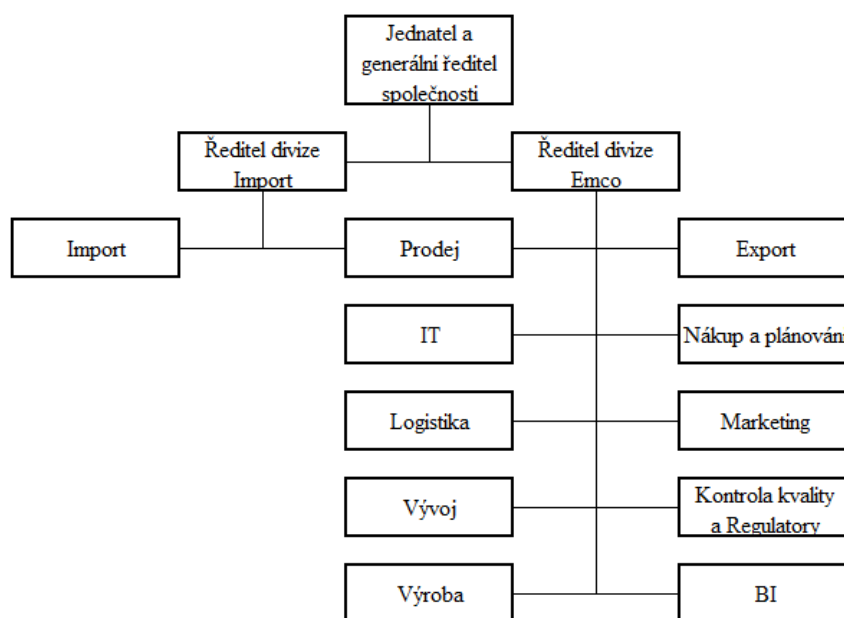 Jednatel a
generální ředitel
společnosti
Ředitel divize
Import
Ředitel divize
Emco
Import
Prodej
Export
IT
Nákup a plánován
Logistika
Marketing
Vývoj
Kontrola kvality
a Regulatory
Výroba
BI